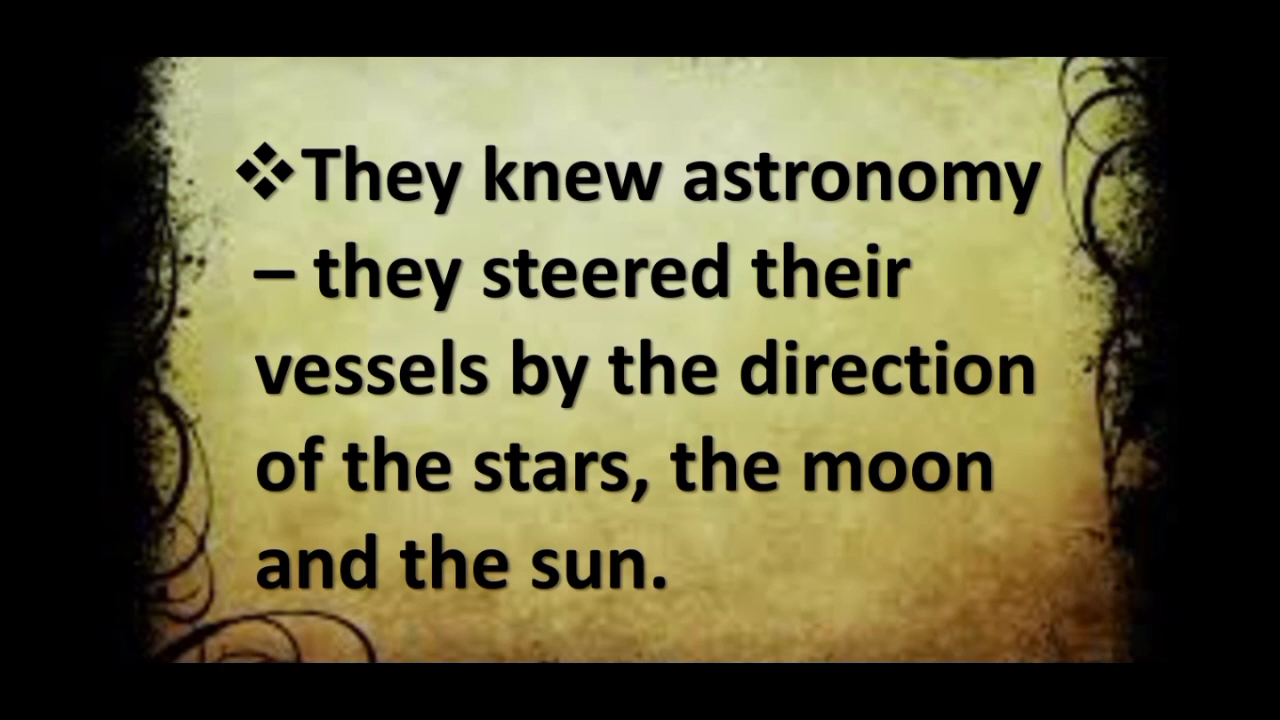 ❖They knew astronomy
– they steered their
vessels by the direction
of the stars, the moon
and the sun.